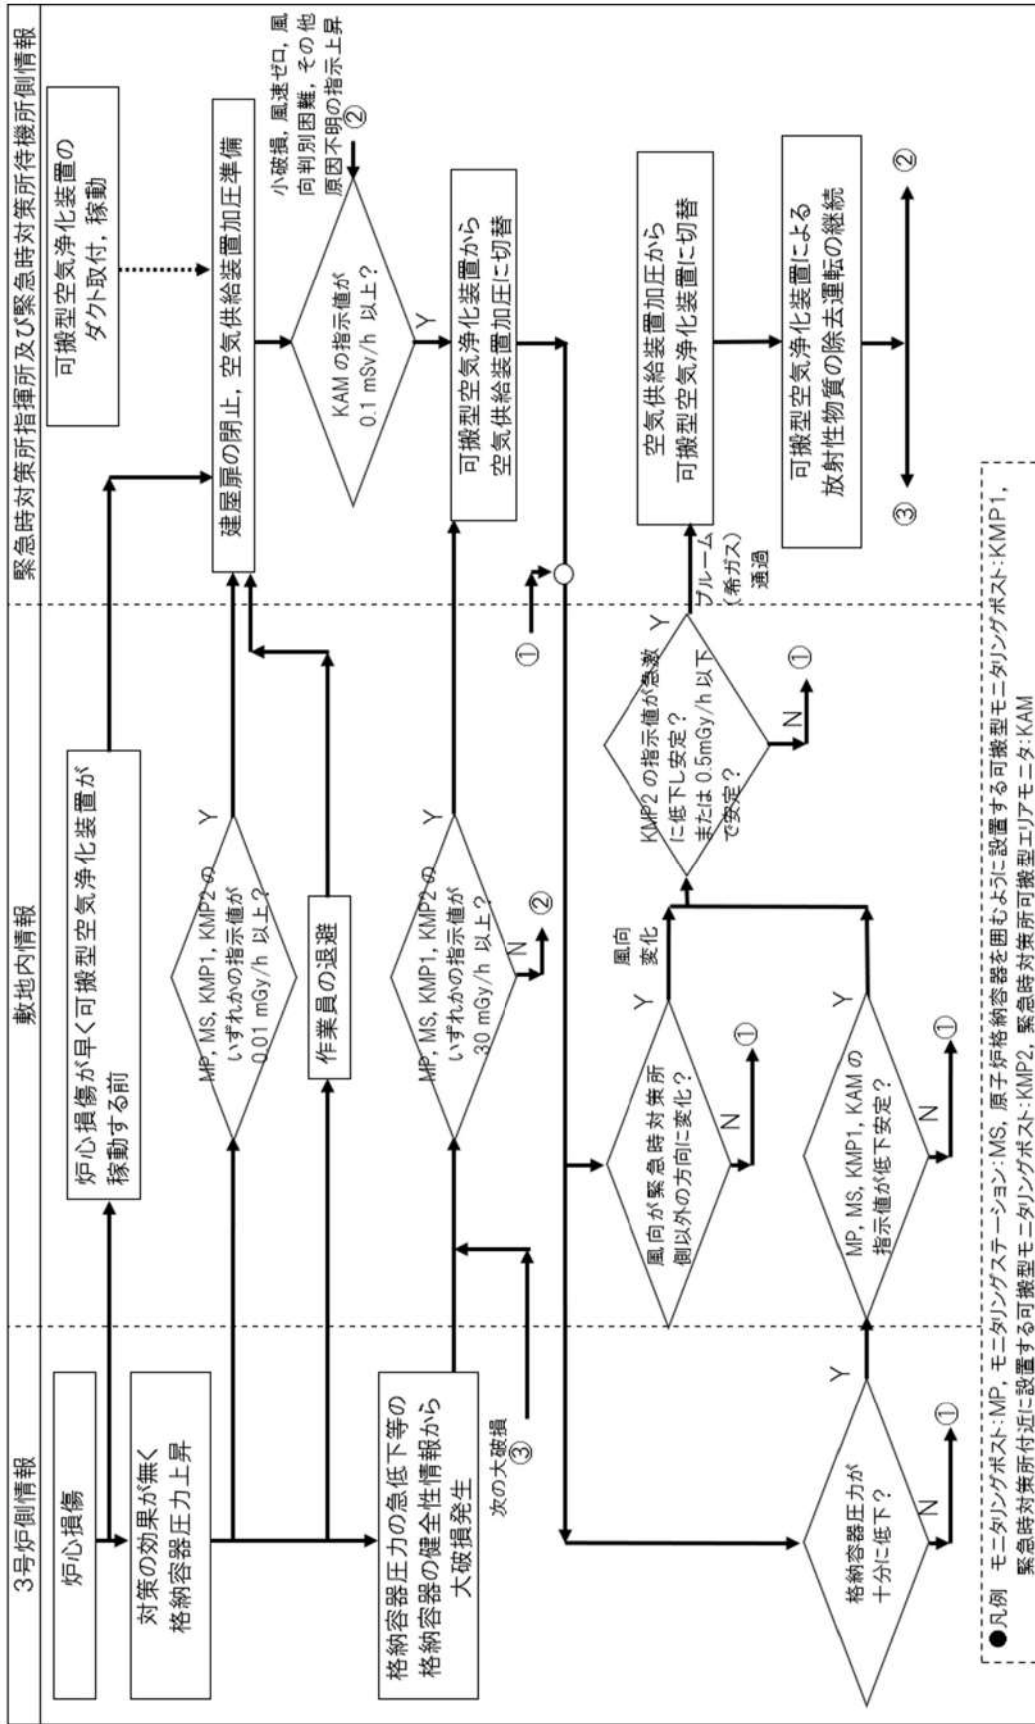 3号炉側情報
敷地内情報
緊急時対策所指揮所及び緊急時対策所待機所側情報
炉心損傷
炉心損傷が早く可搬型空気浄化装置が
稼動する前
可搬型空気浄化装置の
ダクト取付，稼動
対策の効果が無く
格納容器圧力上昇
MP, MS, KMP1, KMP2 の
いずれかの指示値が
0.01 mGy/h 以上？
Y
建屋扉の閉止，空気供給装置加圧準備
作業員の退避
KAM の指示値が
0.1 mSv/h 以上？
Y
小破損，風速ゼロ，風
向判別困難，その他
原因不明の指示上昇
②
格納容器圧力の急低下等の
格納容器の健全性情報から
大破損発生
次の大破損
③
MP, MS, KMP1, KMP2 の
いずれかの指示値が
30 mGy/h 以上？
Y
N
②
可搬型空気浄化装置から
空気供給装置加圧に切替
①
風向が緊急時対策所
側以外の方向に変化？
Y
N
①
風向
変化
KMP2 の指示値が急激
に低下し安定？
または 0.5mGy/h 以下
で安定？
Y
N
①
プルーム
（希ガス）
通過
空気供給装置加圧から
可搬型空気浄化装置に切替
可搬型空気浄化装置による
放射性物質の除去運転の継続
③
②
格納容器圧力が
十分に低下？
Y
N
①
MP, MS, KMP1, KAM の
指示値が低下安定？
Y
N
①
●凡例 モニタリングポスト：MP，モニタリングステーション：MS，原子炉格納容器を囲むように設置する可搬型モニタリングポスト：KMP1，
緊急時対策所付近に設置する可搬型モニタリングポスト：KMP2，緊急時対策所可搬型エリアモニタ：KAM